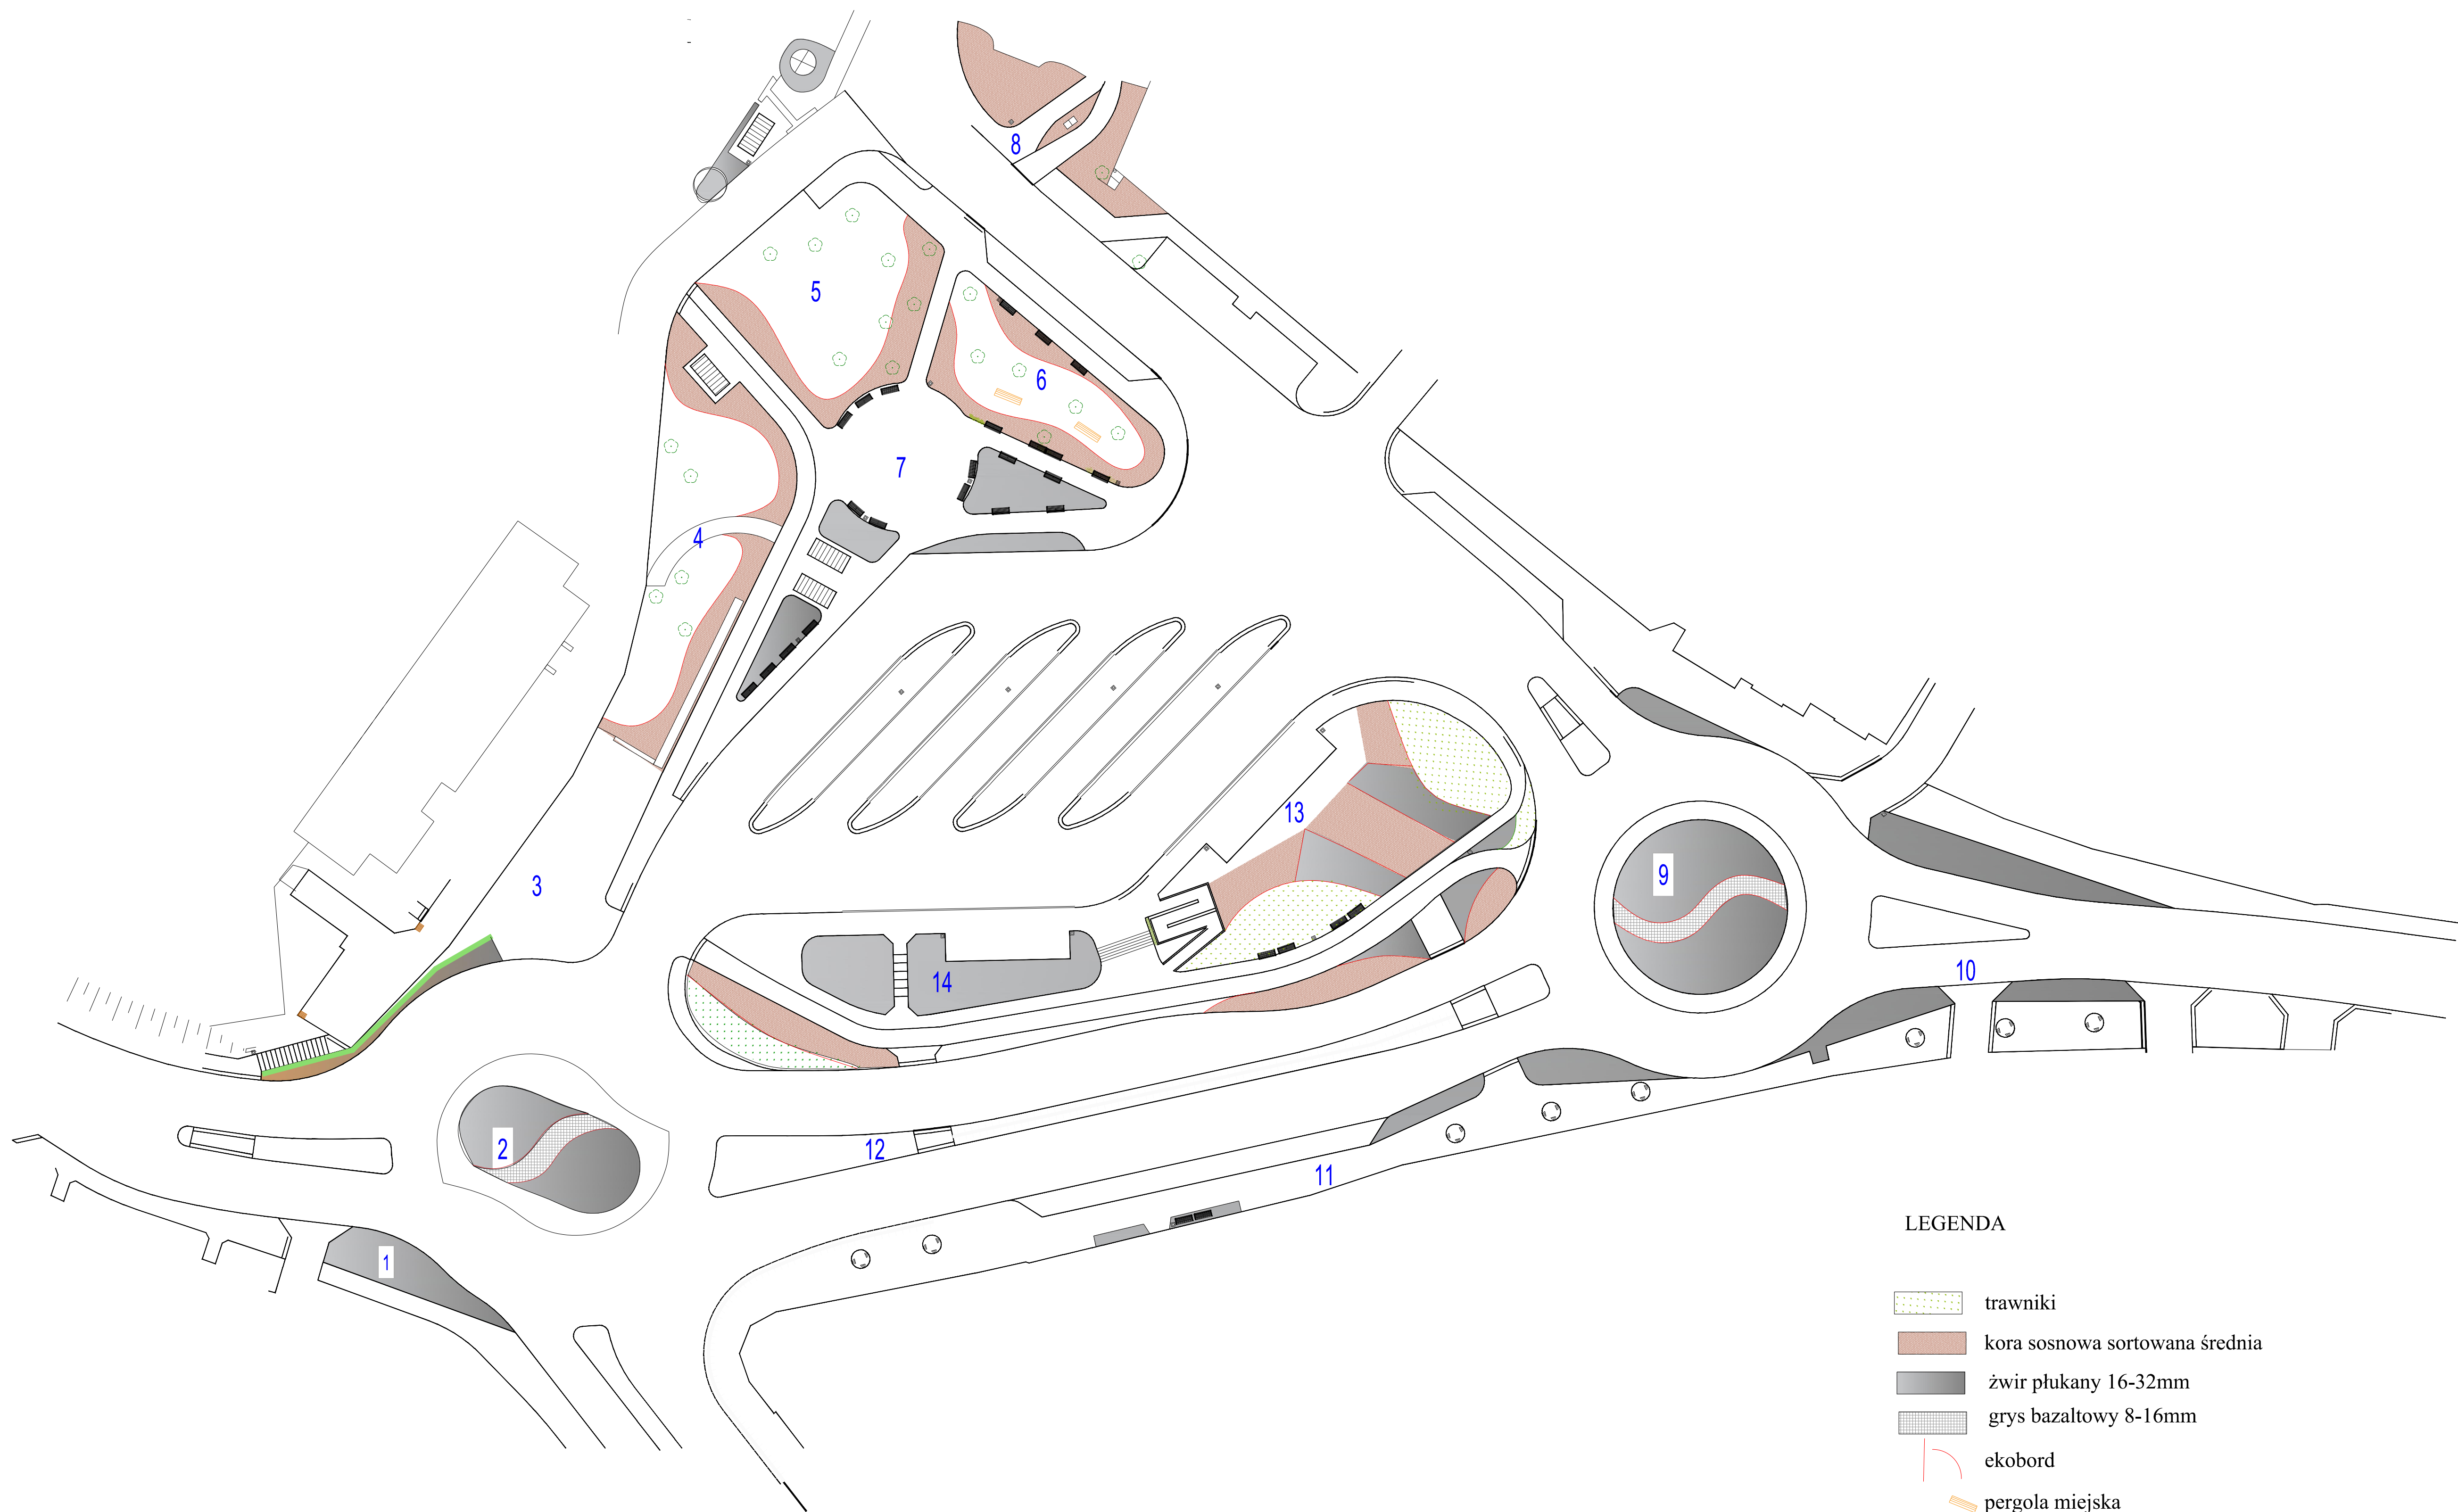 8
5
6
7
4
13
9
3
10
14
2
12
11
1
LEGENDA
trawniki
kora sosnowa sortowana średnia
żwir płukany 16-32mm
grys bazaltowy 8-16mm
ekobord
pergola miejska